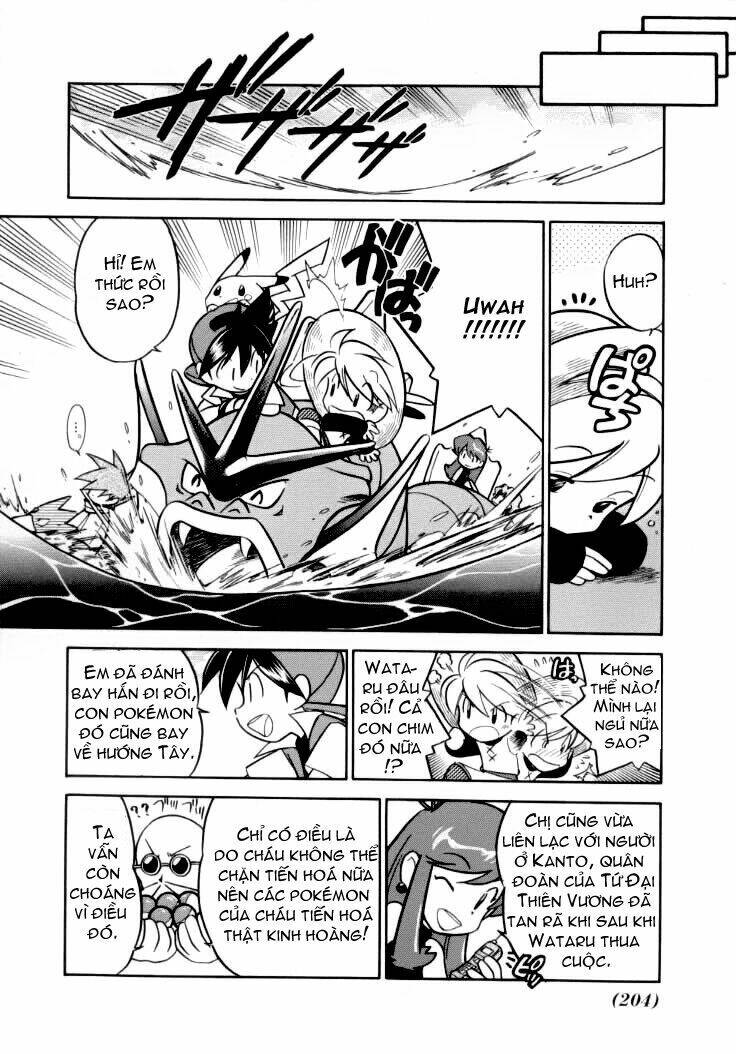 ザザザザ
Huh?
ぱち
Uwah
!!!!!!!
がばっ
Hỉ! Em
thức rồi
sao?
...
Không
thể nào!
Mình lại
ngủ nữa
sao?
は、
Wata-
ru đâu
rồi! Cả
con chim
đó nữa
!?
Em đã đánh
bay hắn đi rồi,
con pokémon
đó cũng bay
về hướng Tây.
Chị cũng vừa
liên lạc với người
ở Kanto, quân
đoàn của Tứ Đại
Thiên Vương đã
tan rã khi sau khi
Wataru thua
cuộc.
ピッ
Chỉ có điều là
do cháu không thể
chặn tiến hoá nữa
nên các pokémon
của cháu tiến hoá
thật kinh hoàng!
??
Ta
vẫn
còn
choáng
vì điều
đó.
(204)